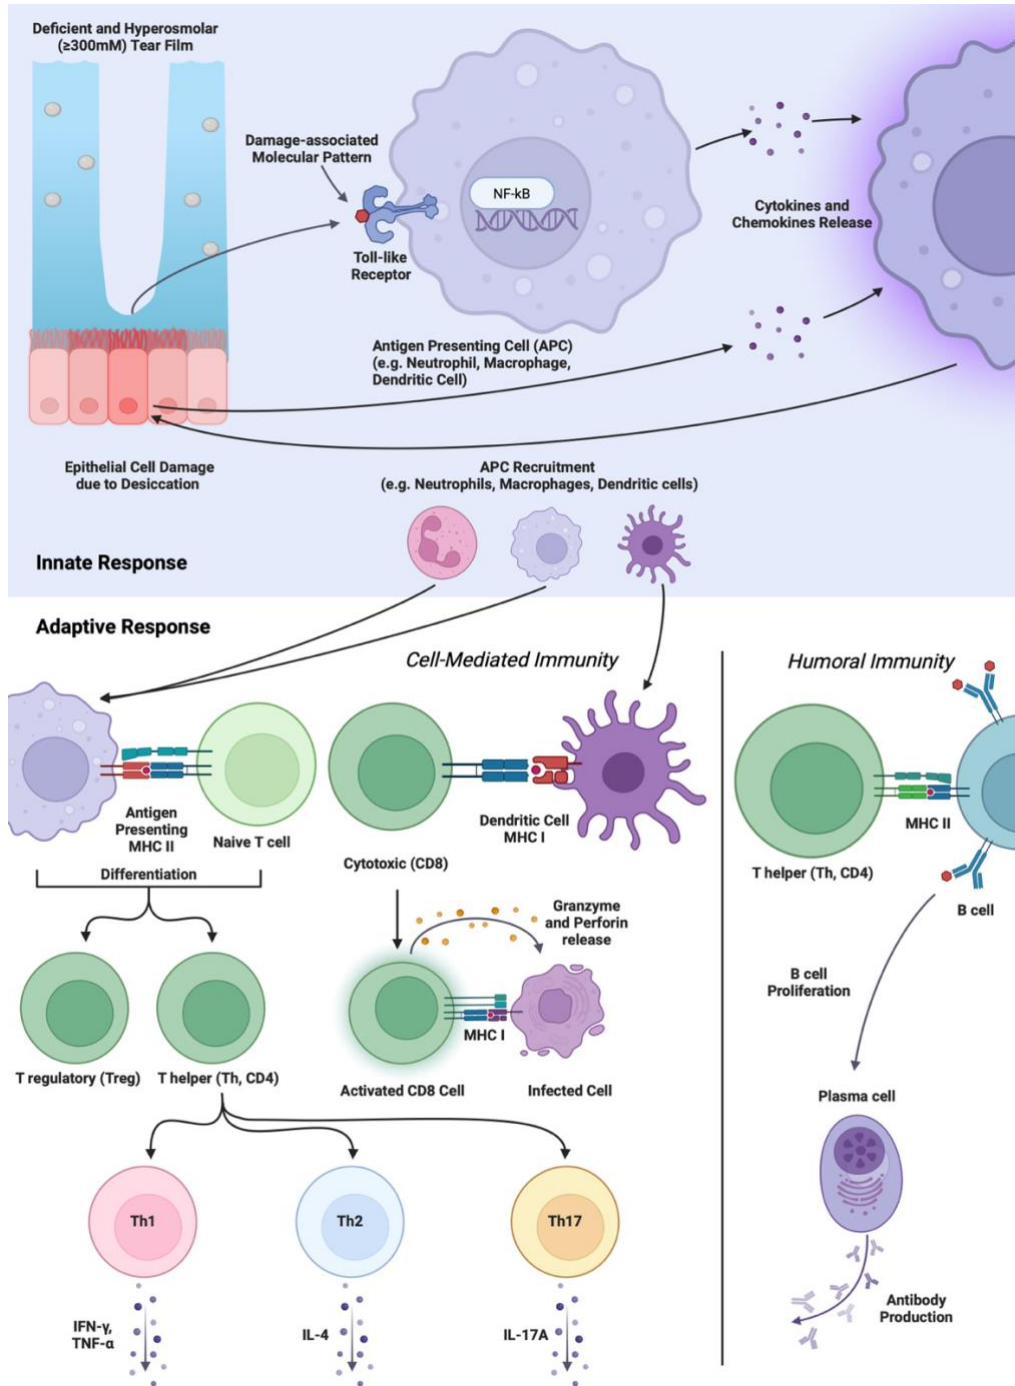 Deficient and Hyperosmolar
(≥300mM) Tear Film
Damage-associated
Molecular Pattern
NF-kB
Toll-like
Receptor
Cytokines and
Chemokines Release
Antigen Presenting Cell (APC)
(e.g. Neutrophil, Macrophage,
Dendritic Cell)
Epithelial Cell Damage
due to Desiccation
APC Recruitment
(e.g. Neutrophils, Macrophages, Dendritic cells)
Innate Response
Adaptive Response
Cell-Mediated Immunity
Humoral Immunity
Antigen
Presenting
MHC II
Naive T cell
Cytotoxic (CD8)
Dendritic Cell
MHC I
MHC II
T helper (Th, CD4)
B cell
Differentiation
Granzyme
and Perforin
release
B cell
Proliferation
MHC I
T regulatory (Treg)
T helper (Th, CD4)
Activated CD8 Cell
Infected Cell
Plasma cell
Th1
Th2
Th17
IFN-γ,
TNF-α
IL-4
IL-17A
Antibody
Production